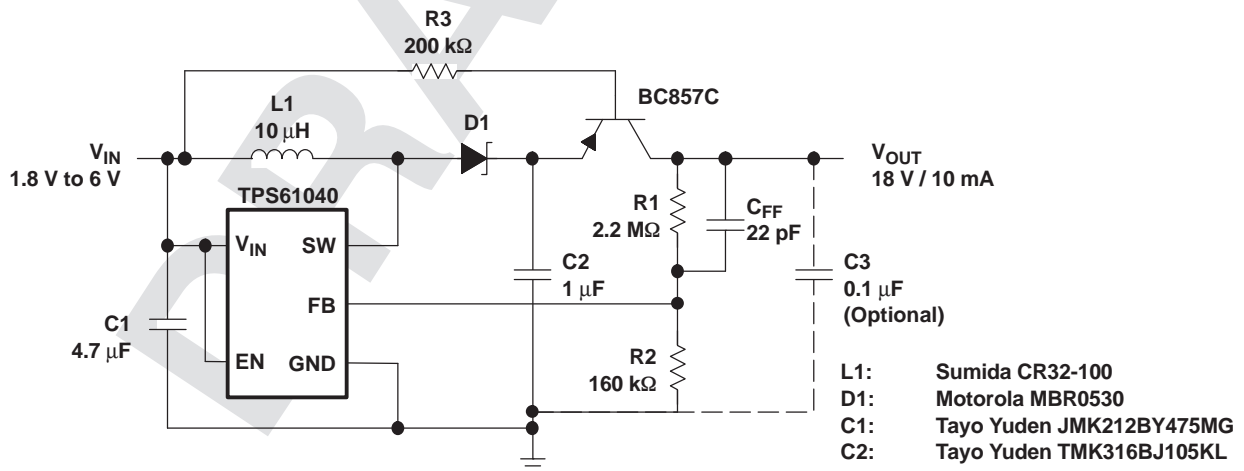 R3
200 kΩ
BC857C
L1
10 μH
D1
VIN
1.8 V to 6 V
VOUT
18 V / 10 mA
TPS61040
VIN
SW
FB
EN
GND
R1
2.2 MΩ
CFF
22 pF
C2
1 μF
C3
0.1 μF
(Optional)
C1
4.7 μF
R2
160 kΩ
L1: Sumida CR32-100
D1: Motorola MBR0530
C1: Tayo Yuden JMK212BY475MG
C2: Tayo Yuden TMK316BJ105KL